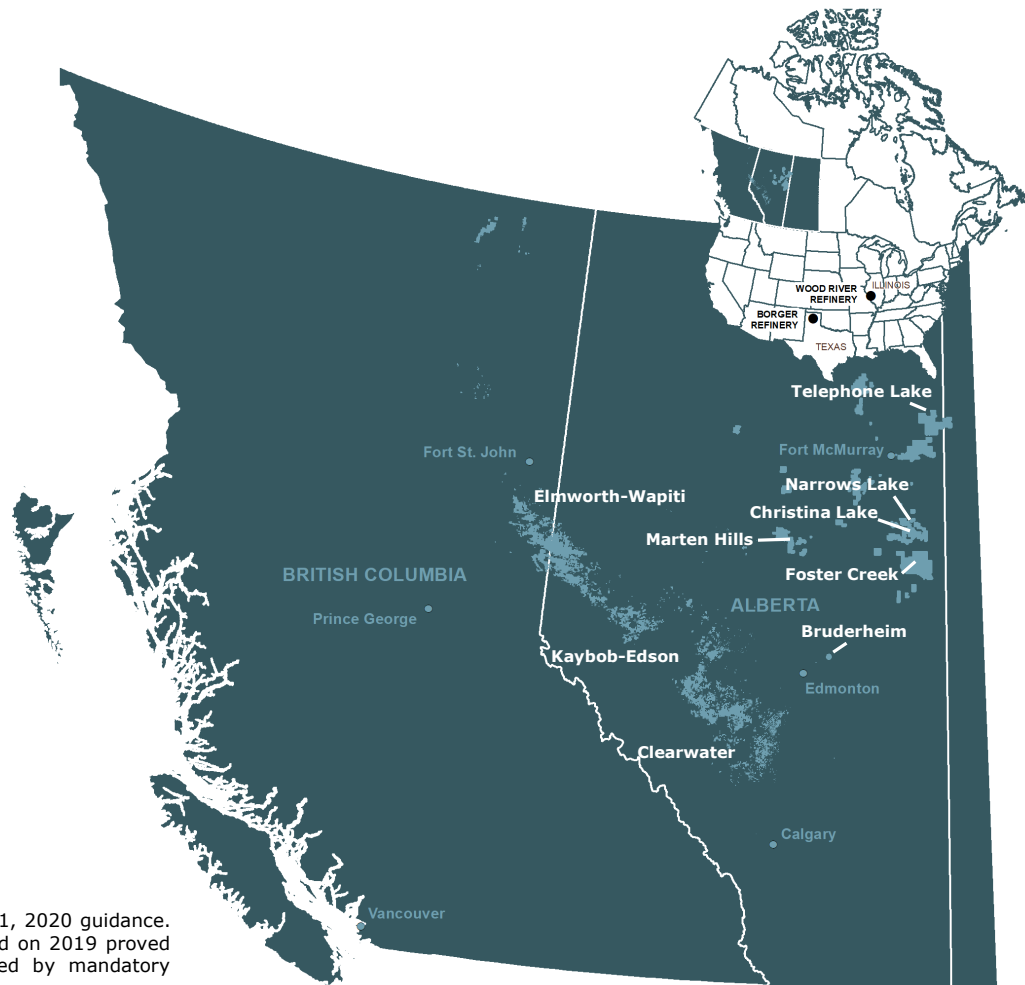 WOOD RIVER
REFINERY
ILLINOIS
BORGER
REFINERY
TEXAS
Telephone Lake
Fort St. John
Fort McMurray
Elmworth-Wapiti
Narrows Lake
Christina Lake
Marten Hills
BRITISH COLUMBIA
Foster Creek
ALBERTA
Prince George
Bruderheim
Kaybob-Edson
Edmonton
Clearwater
Calgary
Vancouver
1, 2020 guidance.
d on 2019 proved
ed by mandatory